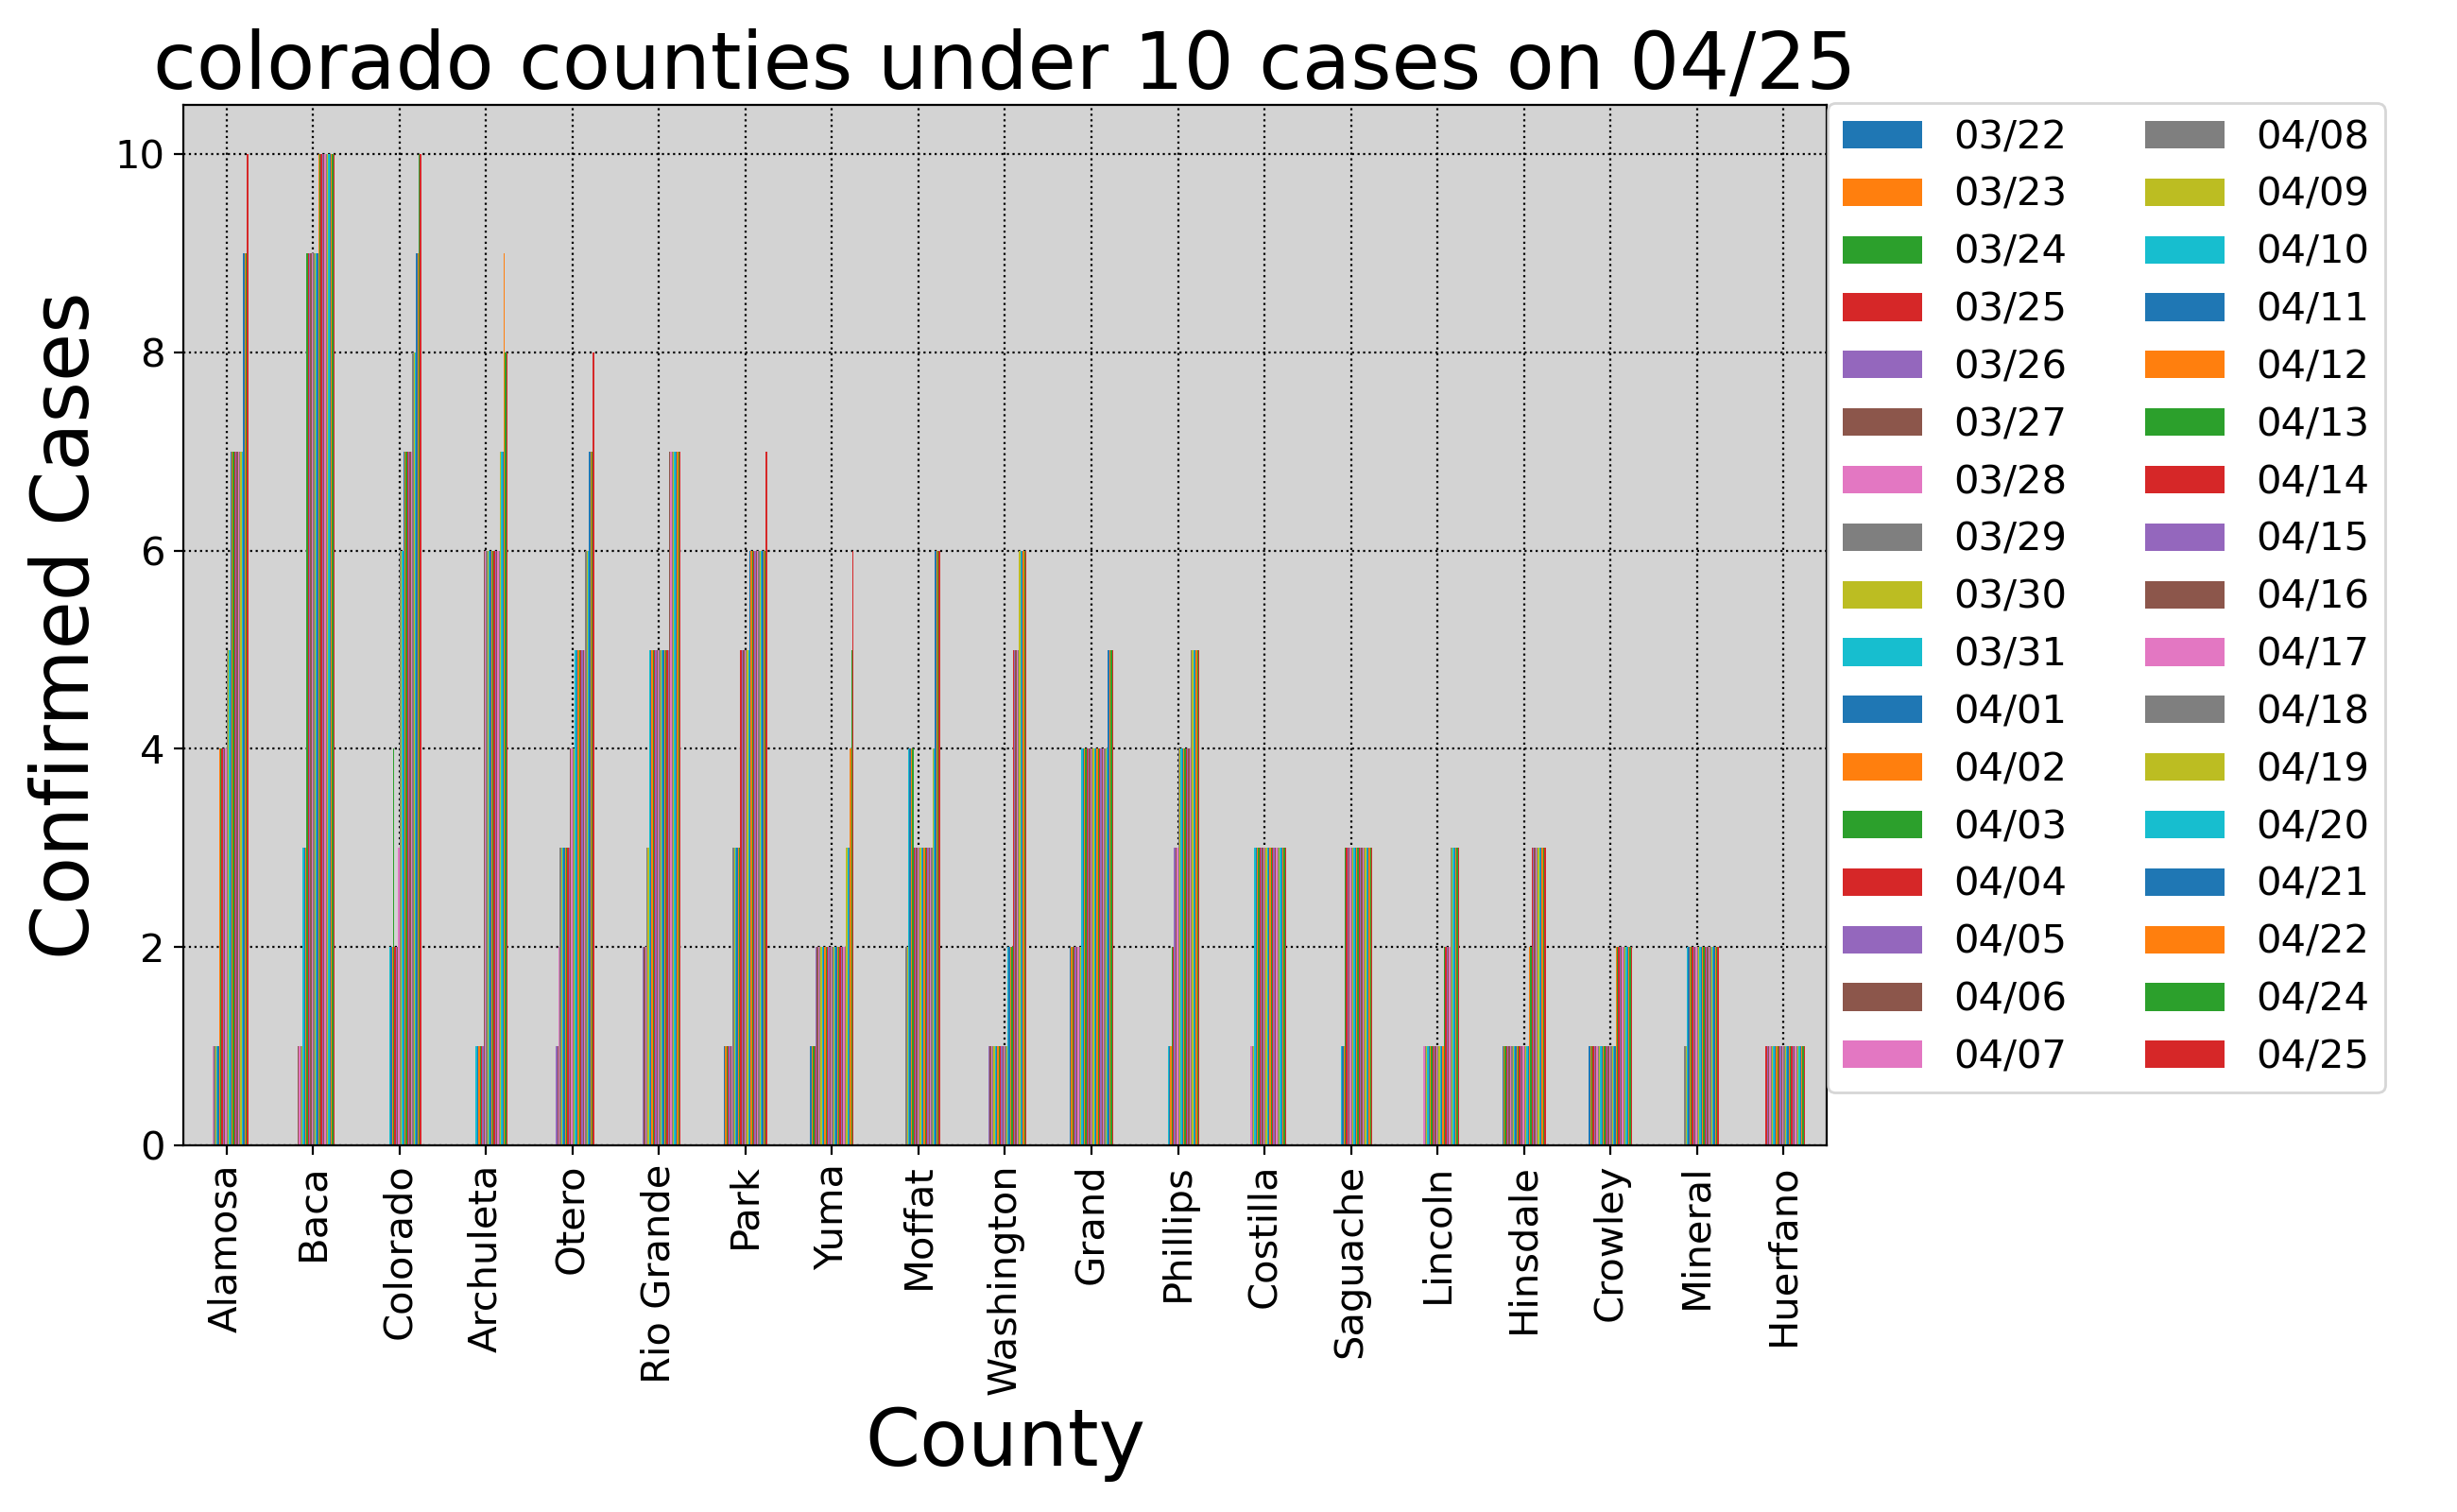 colorado counties under 10 cases on 04/25
Confirmed Cases
10
8
6
4
2
0
Alamosa
Baca
Colorado
Archuleta
Otero
Rio Grande
Park
Yuma
Moffat
Washington
Grand
Phillips
Costilla
Saguache
Lincoln
Hinsdale
Crowley
Mineral
Huerfano
County
03/22
03/23
03/24
03/25
03/26
03/27
03/28
03/29
03/30
03/31
04/01
04/02
04/03
04/04
04/05
04/06
04/07
04/08
04/09
04/10
04/11
04/12
04/13
04/14
04/15
04/16
04/17
04/18
04/19
04/20
04/21
04/22
04/24
04/25